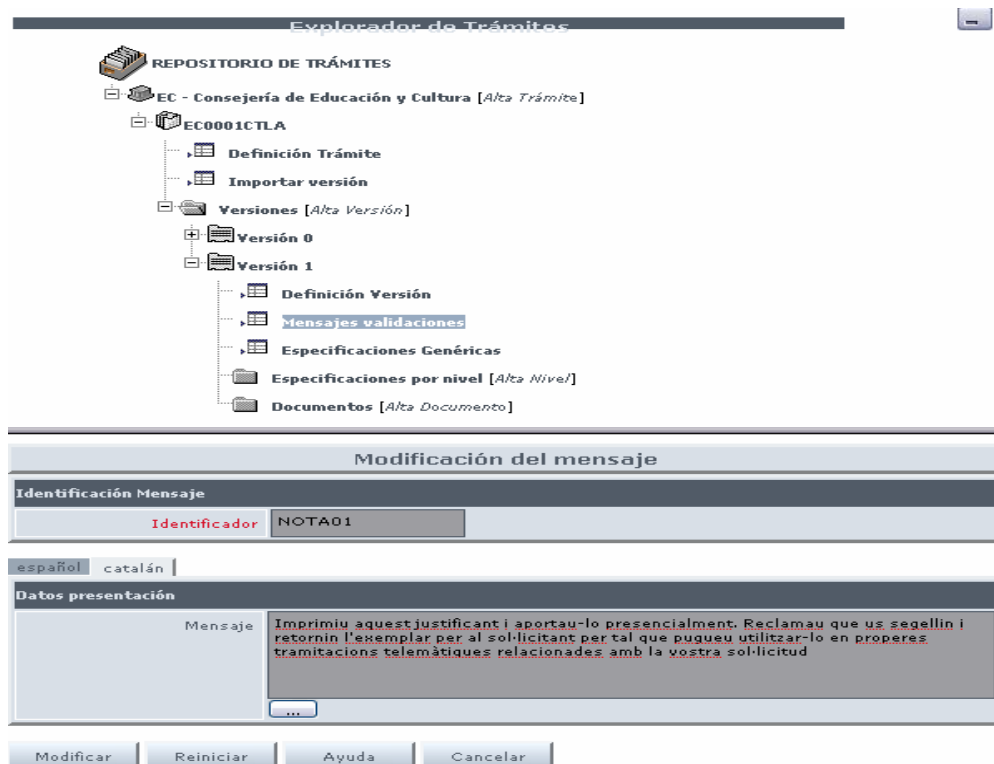 Explorador de Trámites
REPOSITORIO DE TRÁMITES
EC - Consejería de Educación y Cultura [Alta Trámite]
EC0001CTLA
Definición Trámite
Importar versión
Versiones [Alta Versión]
Versión 0
Versión 1
Definición Versión
Mensajes validaciones
Especificaciones Genéricas
Especificaciones por nivel [Alta Nivel]
Documentos [Alta Documento]
Modificación del mensaje
Identificación Mensaje
Identificador NOTA01
español catalán
Datos presentación
Mensaje Imprimiu aquest justificant i aportau-lo presencialment. Reclamau que us segellin i
retornin l'exemplar per al sol·licitant per tal que pugueu utilitzar-lo en properes
tramitacions telemàtiques relacionades amb la vostra sol·licitud
...
Modificar Reiniciar Ayuda Cancelar